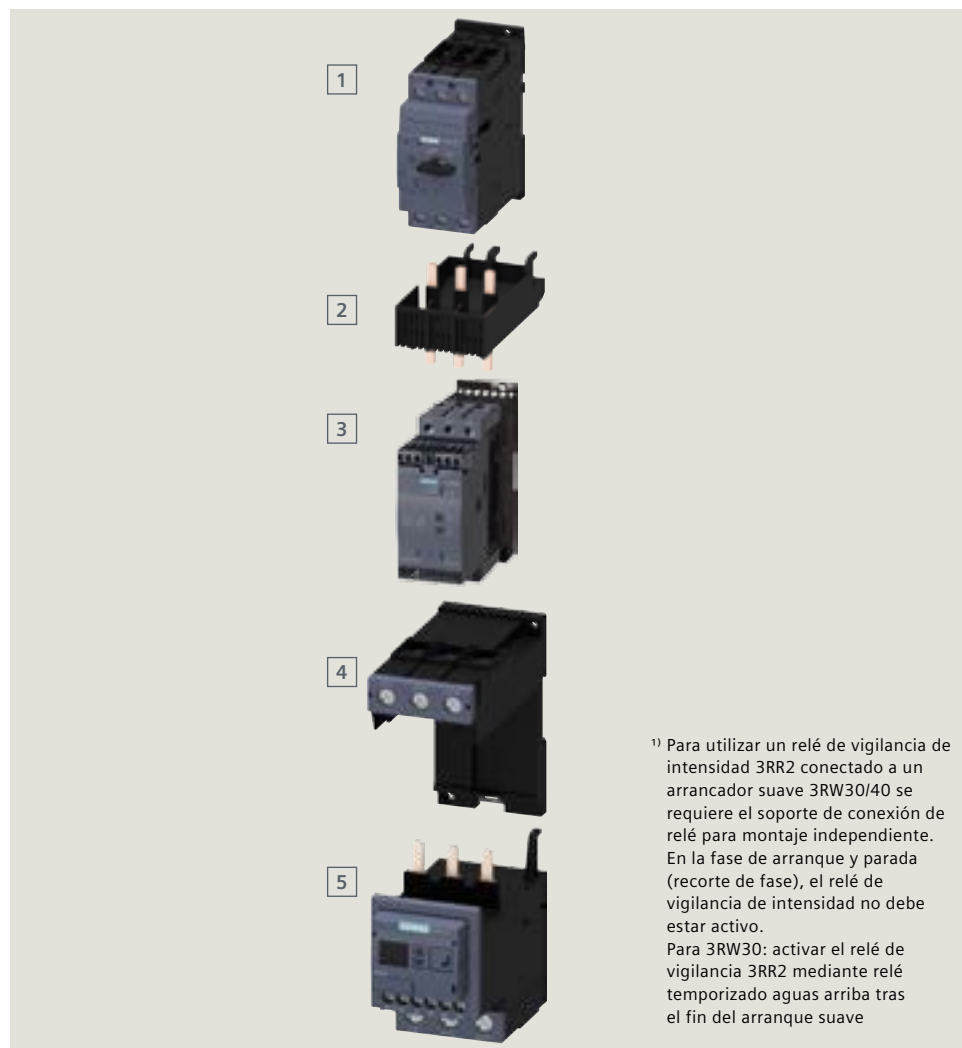 1
2
3
4
5
¹⁾ Para utilizar un relé de vigilancia de
intensidad 3RR2 conectado a un
arrancador suave 3RW30/40 se
requiere el soporte de conexión de
relé para montaje independiente.
En la fase de arranque y parada
(recorte de fase), el relé de
vigilancia de intensidad no debe
estar activo.
Para 3RW30: activar el relé de
vigilancia 3RR2 mediante relé
temporizado aguas arriba tras
el fin del arranque suave